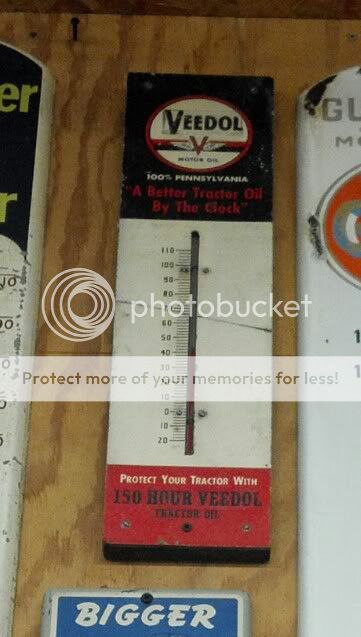 er
r
VEEDOL
MOTOR OIL
100% PENNSYLVANIA
"A Better Tractor Oil
By The Clock"
GU
110
100
90
80
70
60
50
40
30
20
10
0
10
20
photobucket
Protect more of your memories for less!
PROTECT YOUR TRACTOR WITH
150 HOUR VEEDOL
TRACTOR OIL
BIGGER